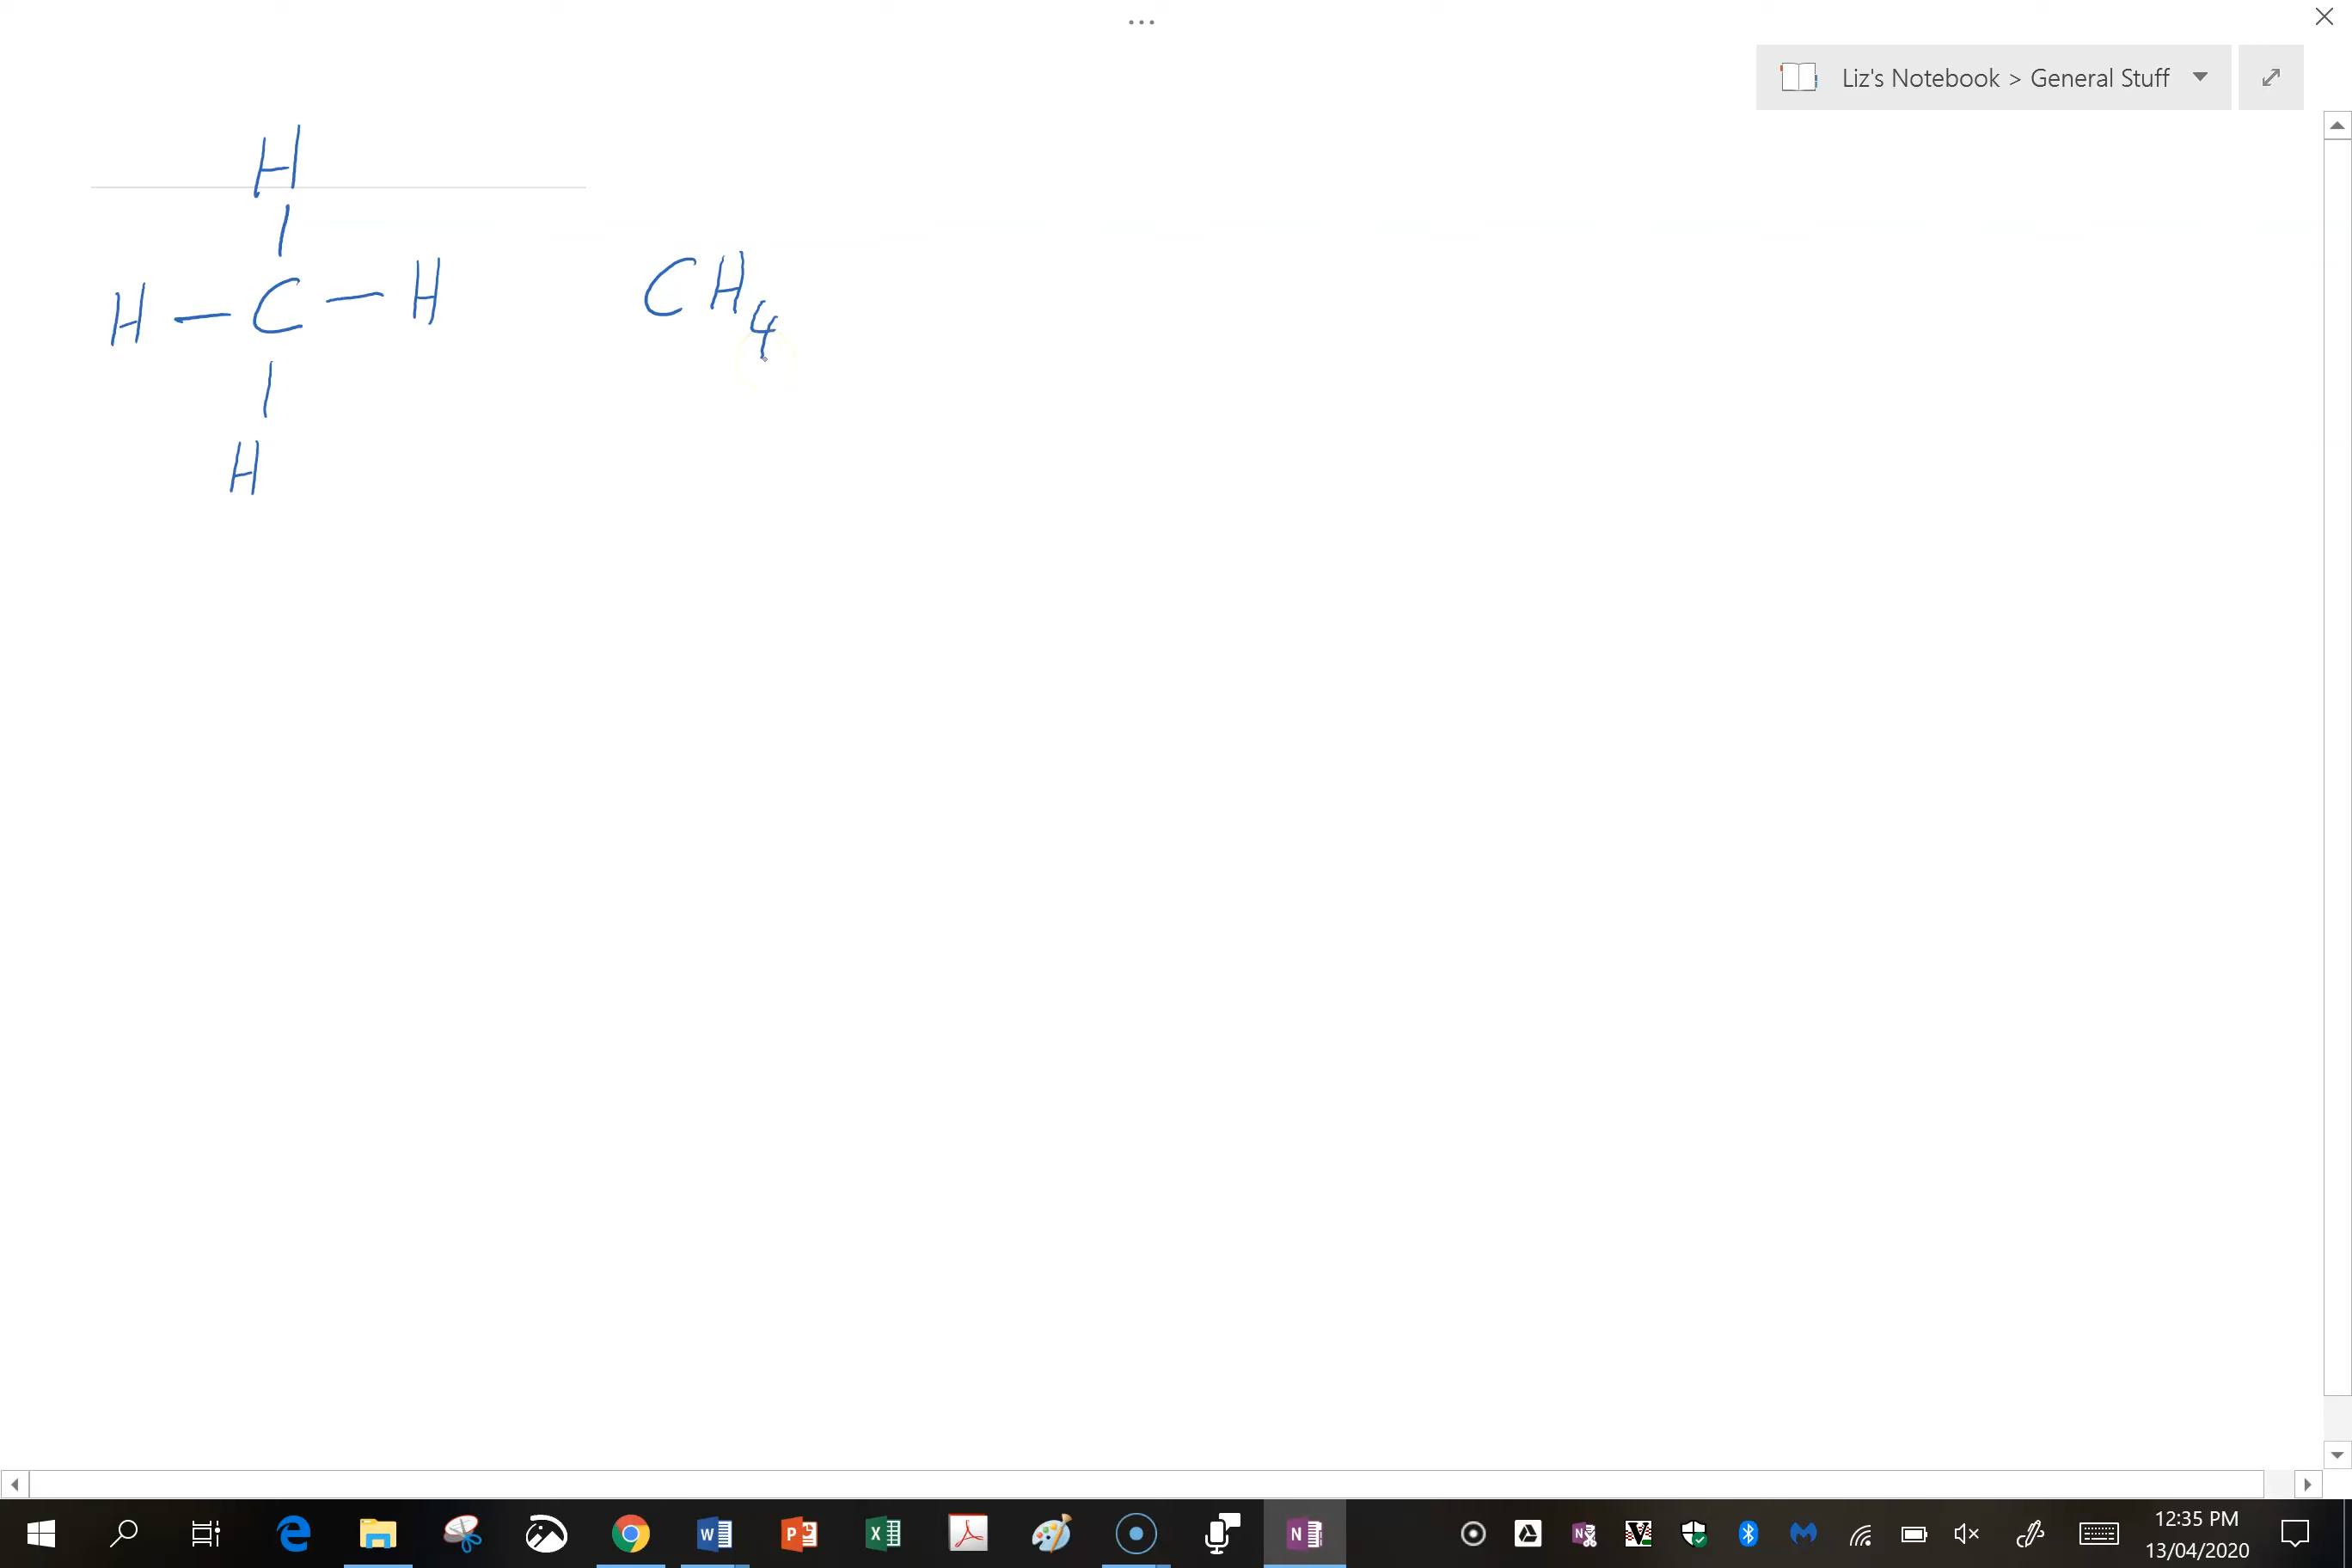 Liz's Notebook > General Stuff
H
H - C - H
CH4
H
12:35 PM
13/04/2020